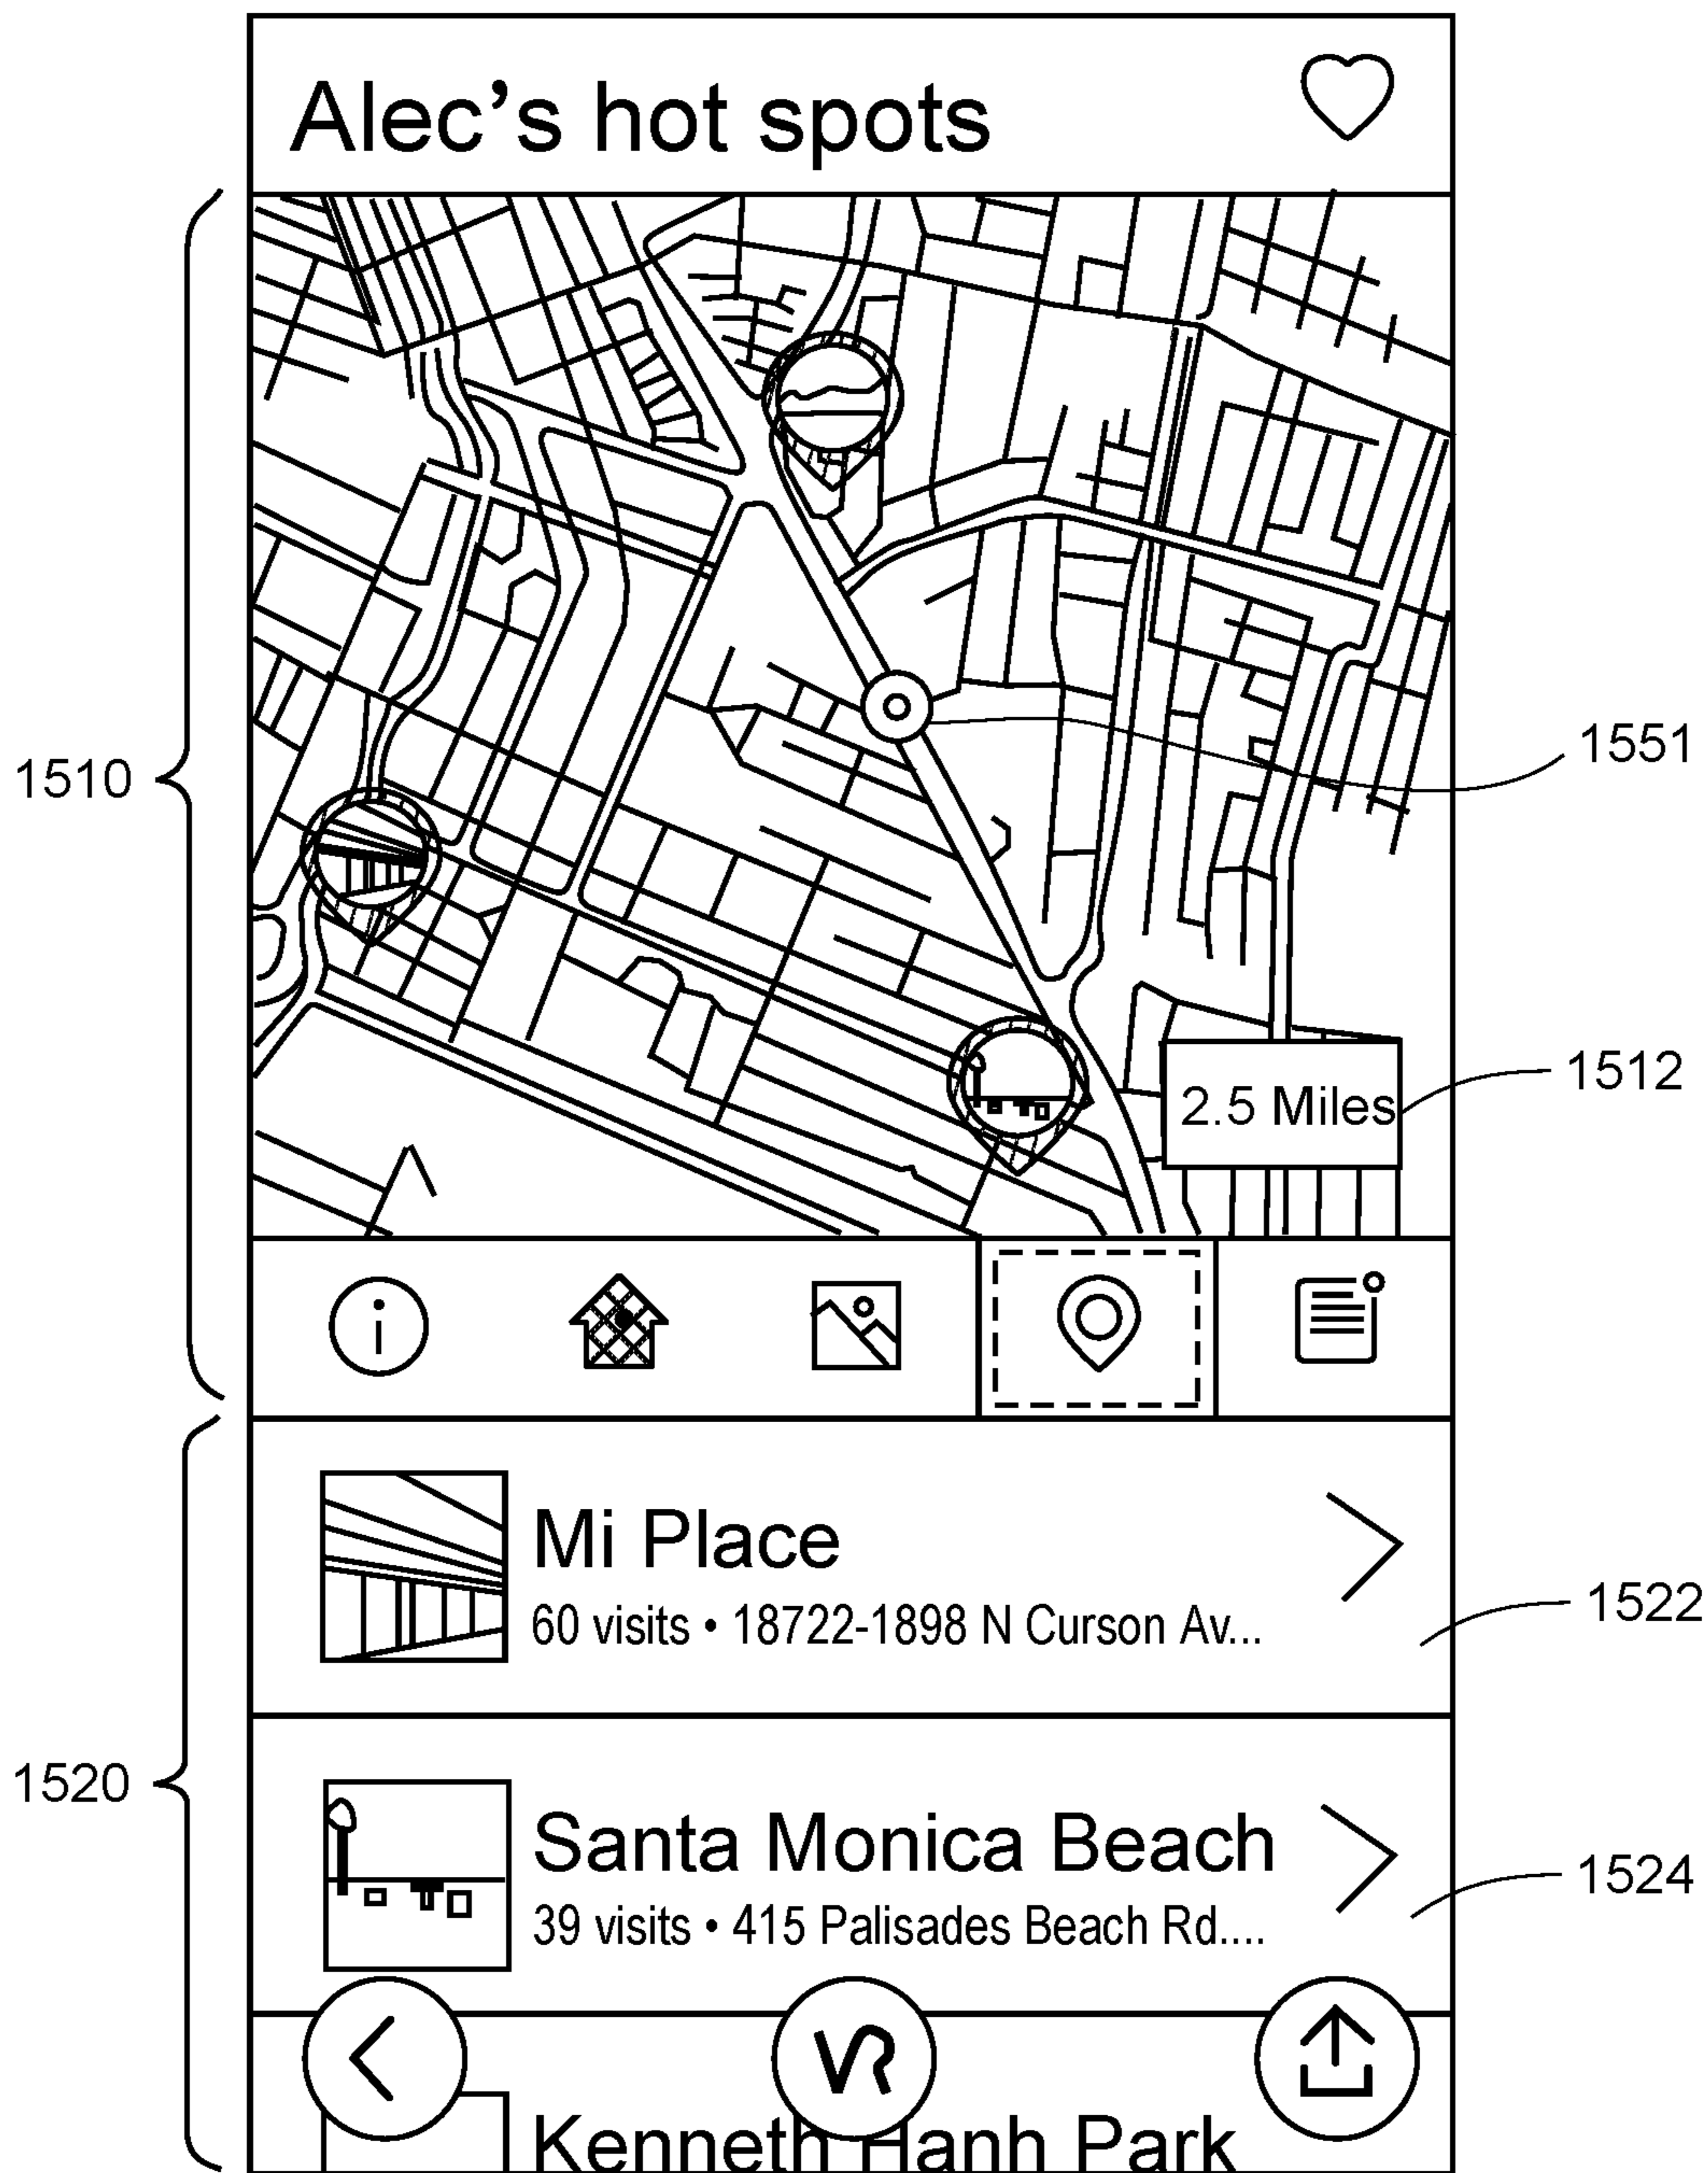 Alec's hot spots
1510
1551
1512
2.5 Miles
Mi Place
60 visits • 18722-1898 N Curson Av...
1522
1520
Santa Monica Beach
39 visits • 415 Palisades Beach Rd....
1524
VR
Kenneth Hanh Park